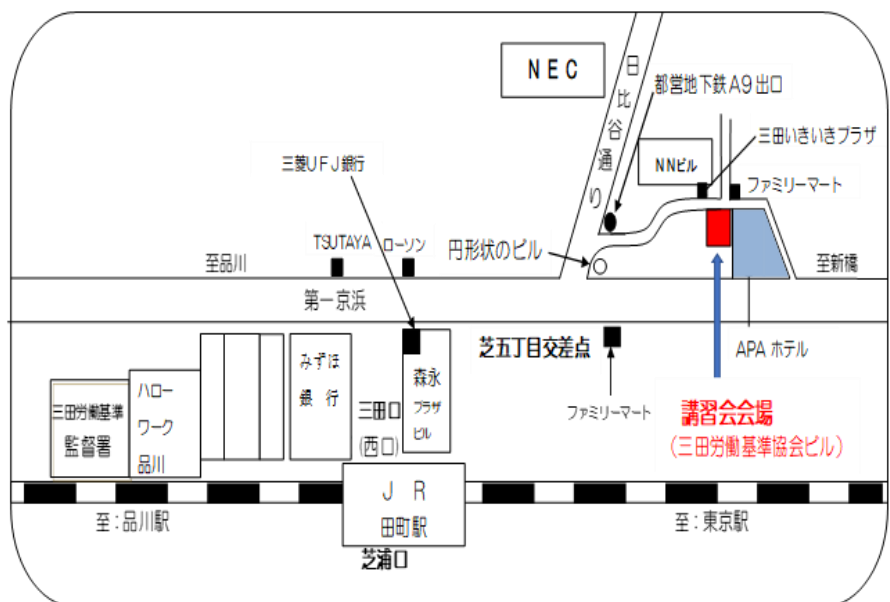 NEC
日比谷通り
都営地下鉄A9出口
三田いきいきプラザ
NNビル
三菱UFJ銀行
ファミリーマート
TSUTAYA ローソン
円形状のビル
至品川
至新橋
第一京浜
みずほ
銀 行
芝五丁目交差点
APA ホテル
森永
プラザ
ビル
ハロー
ワーク
品川
三田労働基準
監督署
三田口
(西口)
ファミリーマート
講習会会場
（三田労働基準協会ビル）
J R
田町駅
至：品川駅
至：東京駅
芝浦口